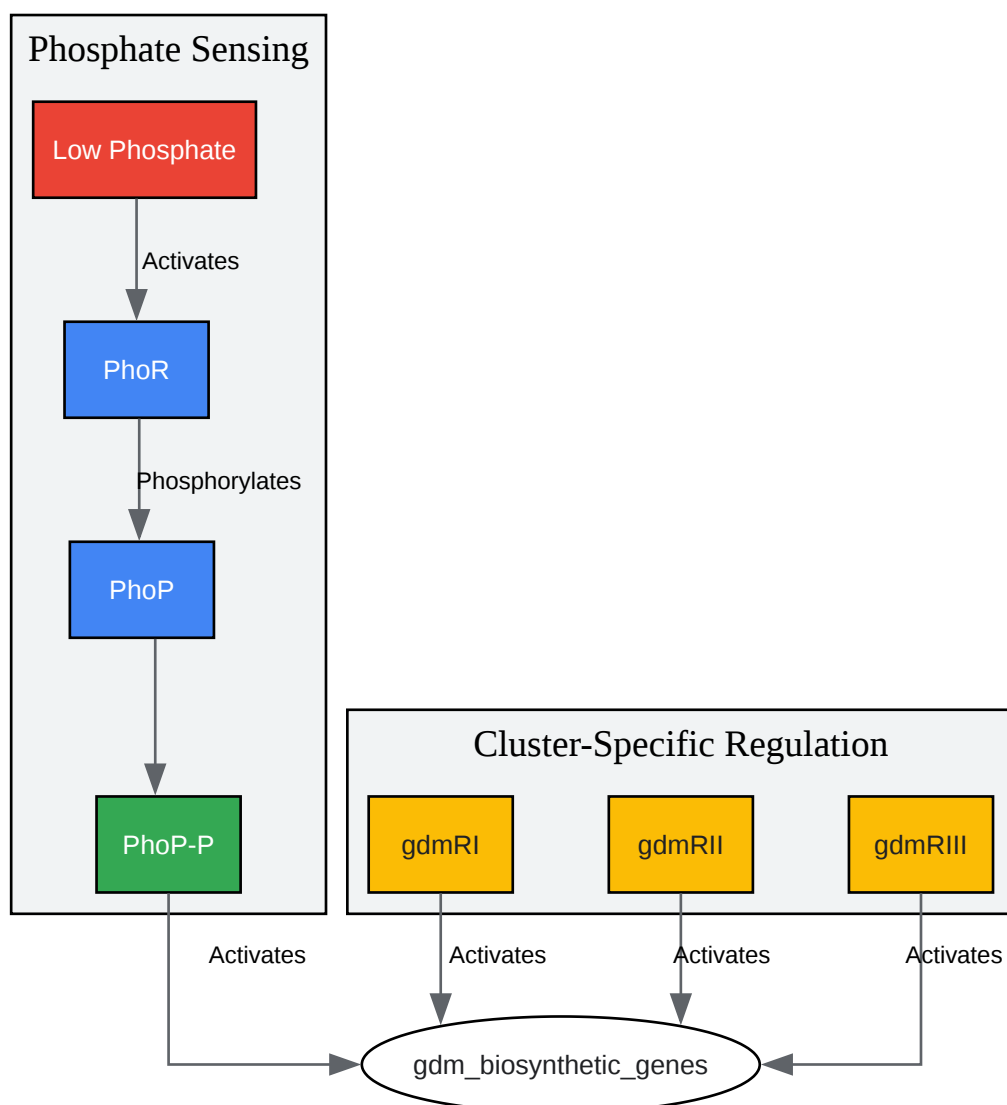 Phosphate Sensing
Low Phosphate
Activates
PhoR
Phosphorylates
PhoP
PhoP-P
Cluster-Specific Regulation
gdmRI
gdmRII
gdmRIII
Activates
Activates
Activates
Activates
gdm_biosynthetic_genes